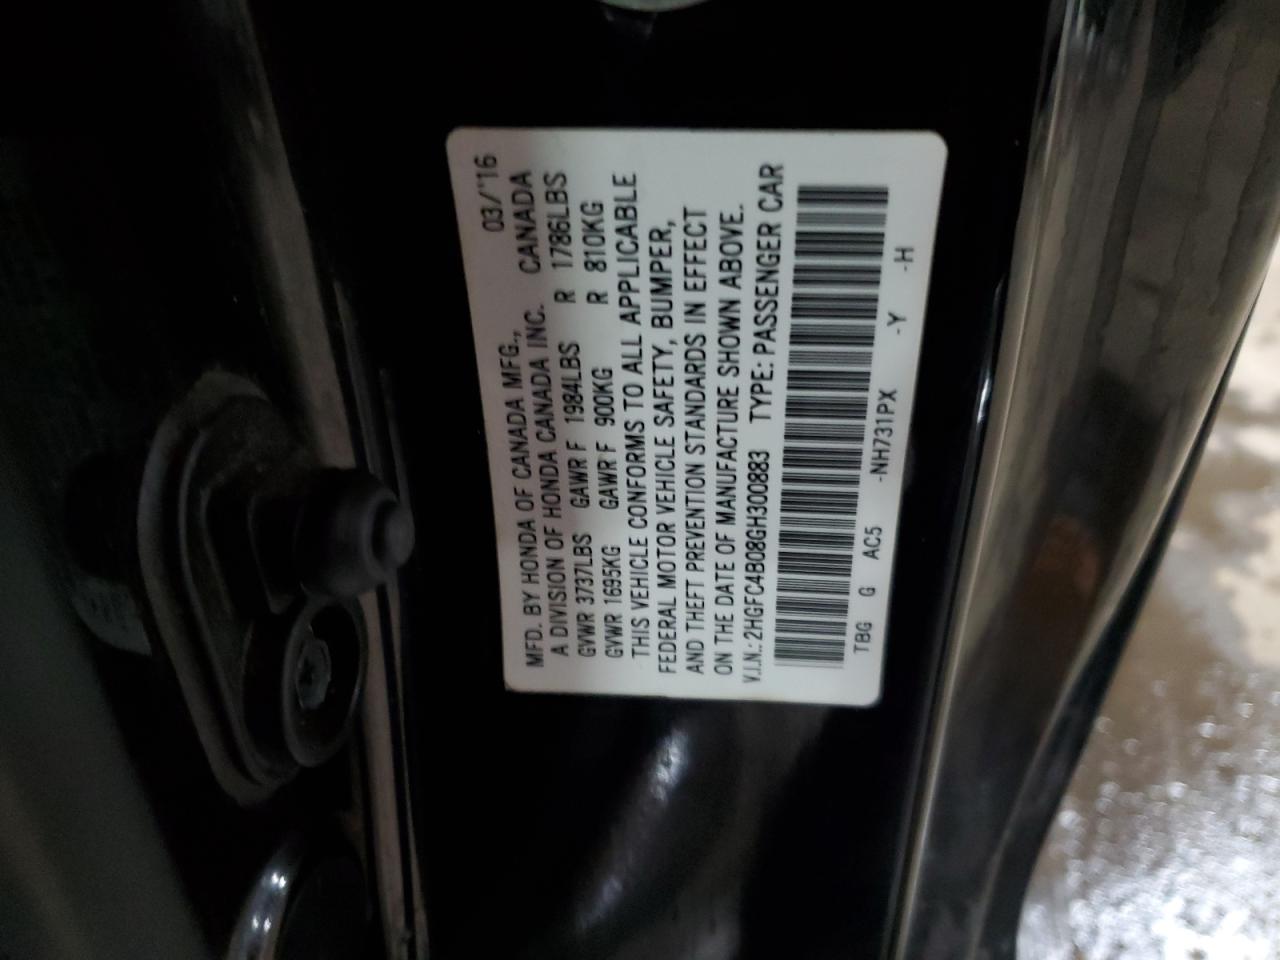 03/'16
MFD. BY HONDA OF CANADA MFG.,
A DIVISION OF HONDA CANADA INC. CANADA
GVWR 3737LBS GAWR F 1984LBS R 1786LBS
GVWR 1695KG GAWR F 900KG R 810KG
THIS VEHICLE CONFORMS TO ALL APPLICABLE
FEDERAL MOTOR VEHICLE SAFETY, BUMPER,
AND THEFT PREVENTION STANDARDS IN EFFECT
ON THE DATE OF MANUFACTURE SHOWN ABOVE.
V.I.N.: 2HGFC4B08GH300883 TYPE: PASSENGER CAR
TBG G AC5 -NH731PX -Y -H